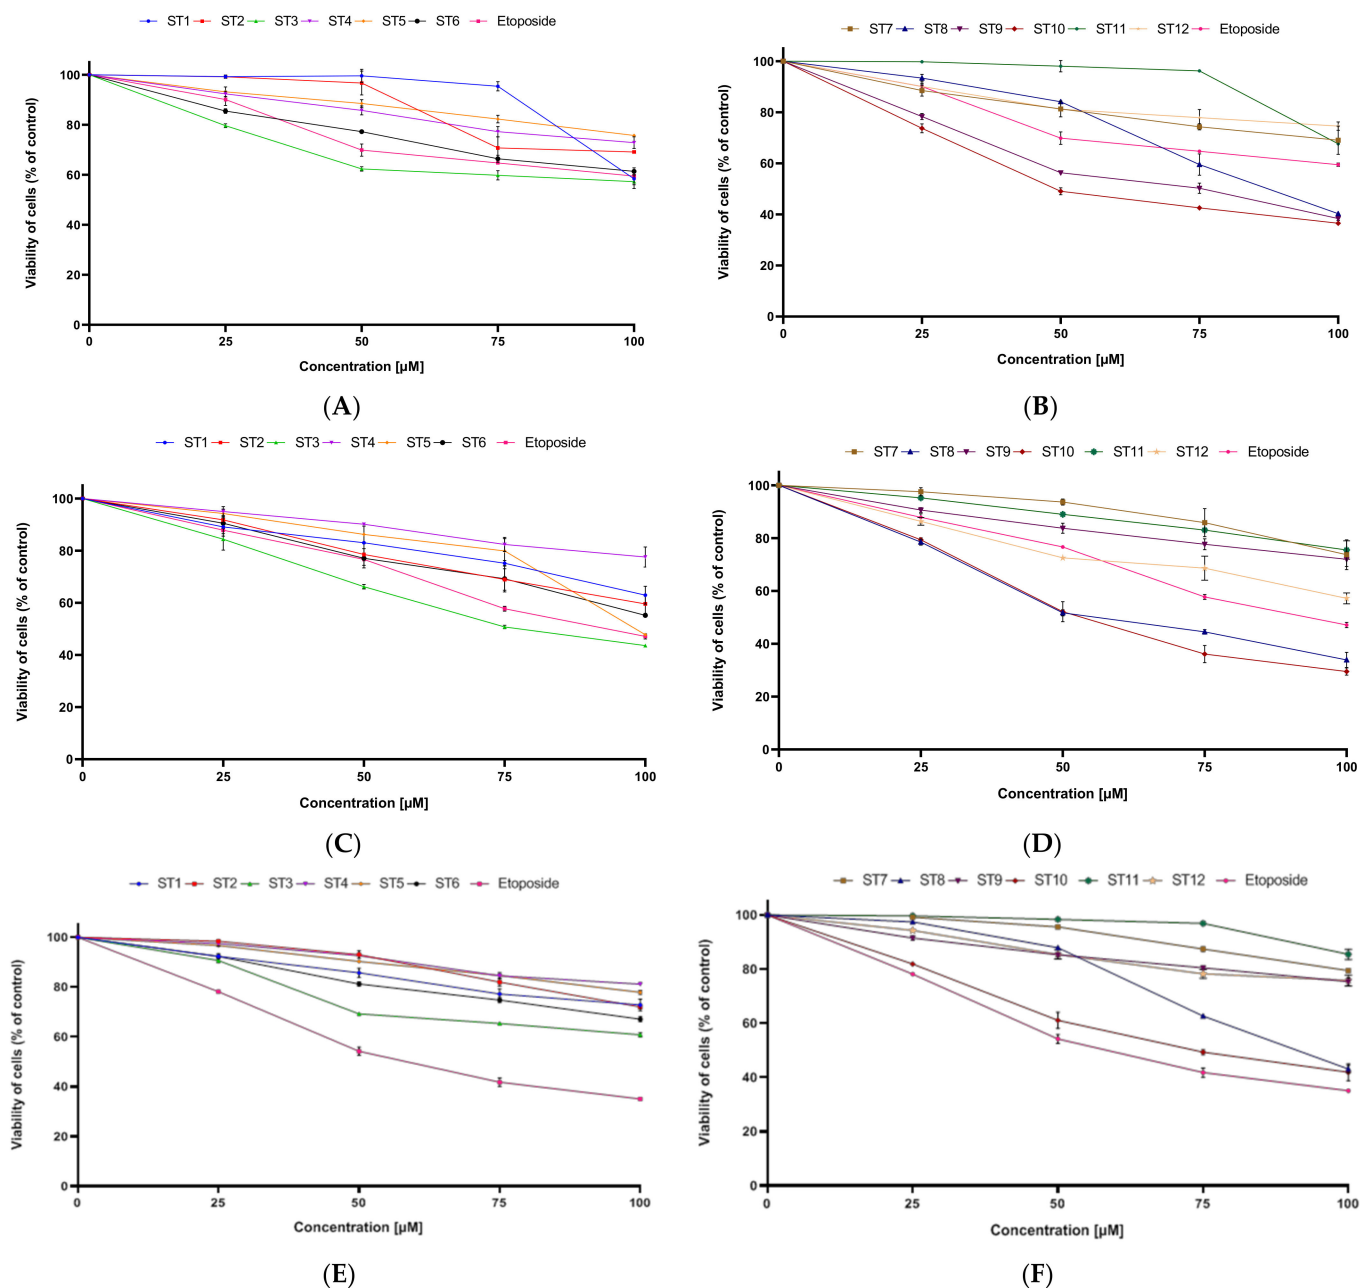 ST1 ST2 ST3 ST4 ST5 ST6 Etoposide
Viability of cells (% of control)
100
80
60
40
20
0
0 25 50 75 100
Concentration [µM]
(A)
ST7 ST8 ST9 ST10 ST11 ST12 Etoposide
Viability of cells (% of control)
100
80
60
40
20
0
0 25 50 75 100
Concentration [µM]
(B)
ST1 ST2 ST3 ST4 ST5 ST6 Etoposide
Viability of cells (% of control)
100
80
60
40
20
0
0 25 50 75 100
Concentration [µM]
(C)
ST7 ST8 ST9 ST10 ST11 ST12 Etoposide
Viability of cells (% of control)
100
80
60
40
20
0
0 25 50 75 100
Concentration [µM]
(D)
ST1 ST2 ST3 ST4 ST5 ST6 Etoposide
Viability of cells (% of control)
100
80
60
40
20
0
0 25 50 75 100
Concentration [µM]
(E)
ST7 ST8 ST9 ST10 ST11 ST12 Etoposide
Viability of cells (% of control)
100
80
60
40
20
0
0 25 50 75 100
Concentration [µM]
(F)